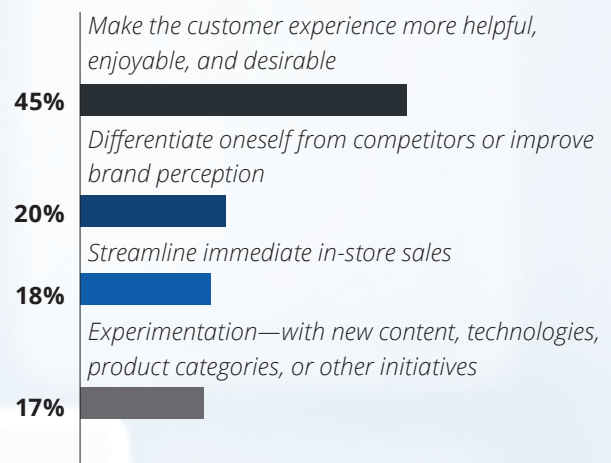 Make the customer experience more helpful,
enjoyable, and desirable
45%
Differentiate oneself from competitors or improve
brand perception
20%
Streamline immediate in-store sales
18%
Experimentation—with new content, technologies,
product categories, or other initiatives
17%